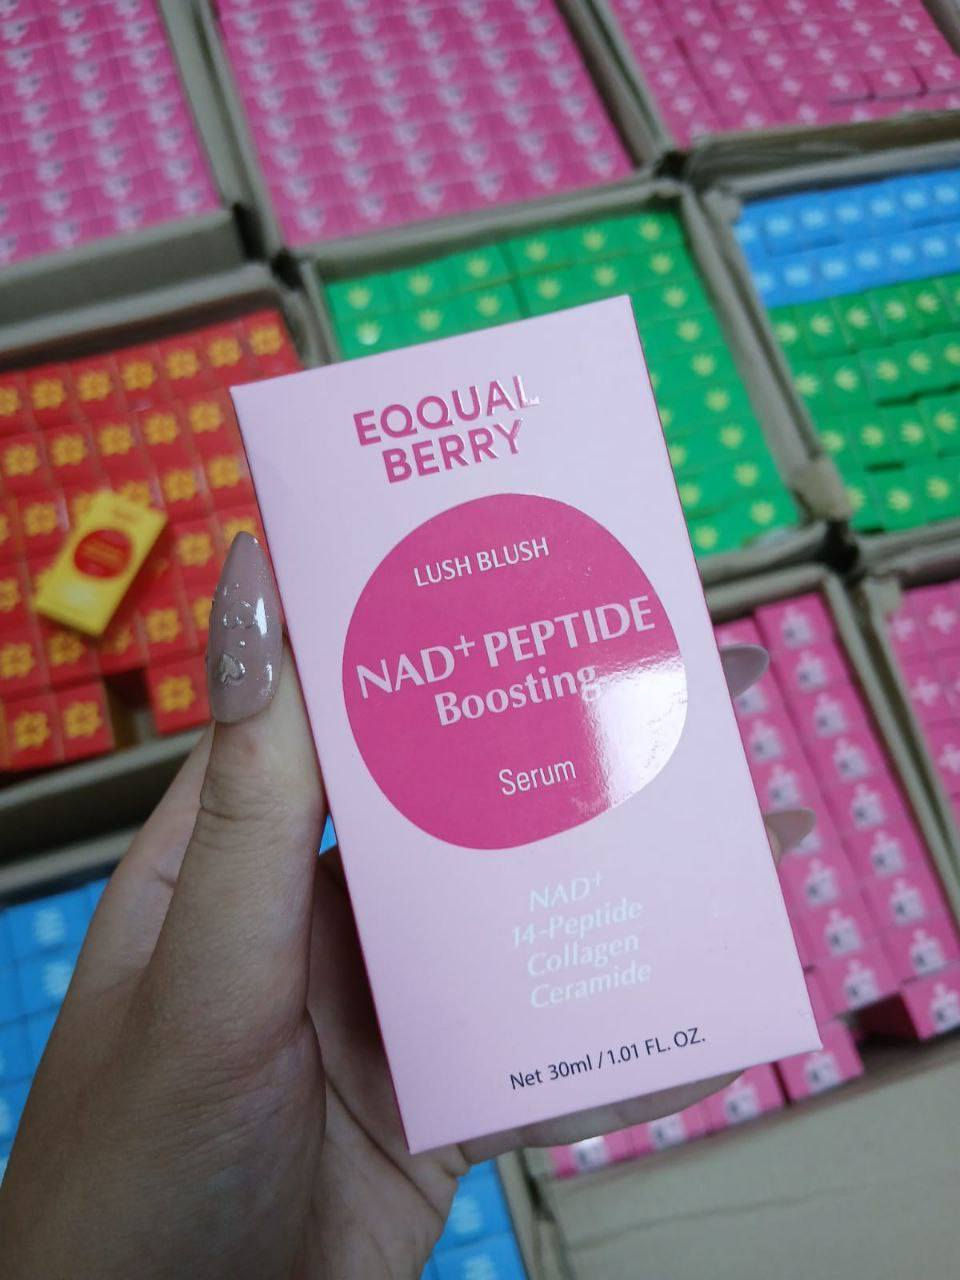 EQQUAL
BERRY
LUSH BLUSH
NAD⁺ PEPTIDE
Boosting
Serum
NAD⁺
14-Peptide
Collagen
Ceramide
Net 30ml / 1.01 FL. OZ.